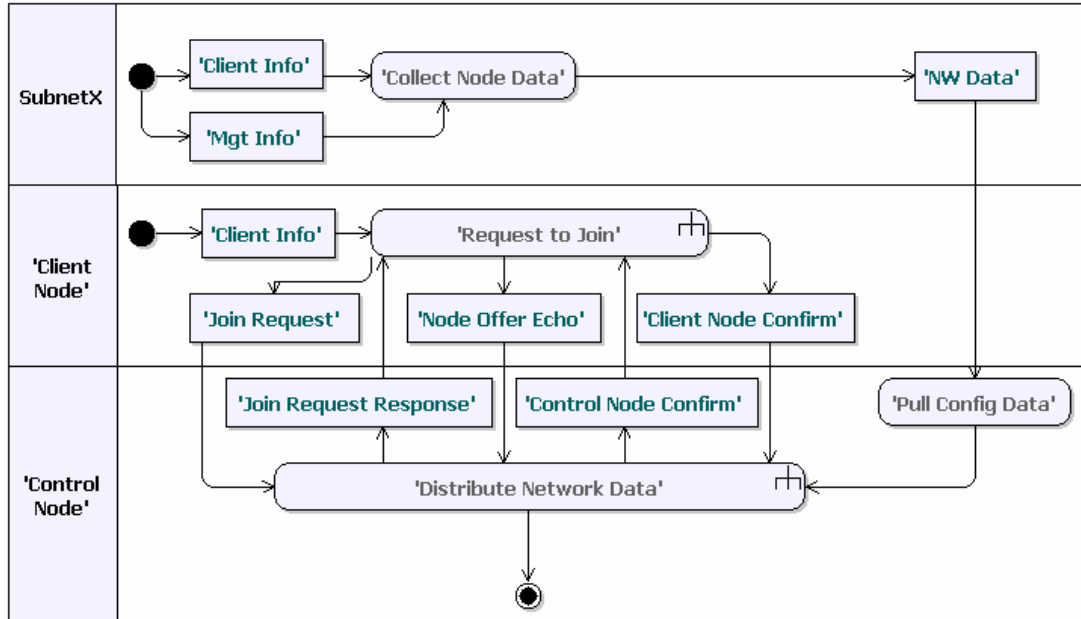 SubnetX
'Client Info'
'Collect Node Data'
'NW Data'
'Mgt Info'
'Client
Node'
'Client Info'
'Request to Join'
'Join Request'
'Node Offer Echo'
'Client Node Confirm'
'Control
Node'
'Join Request Response'
'Control Node Confirm'
'Pull Config Data'
'Distribute Network Data'